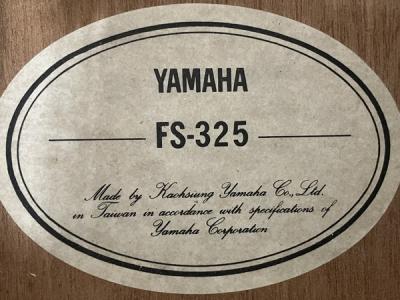 YAMAHA
FS-325
Made by Kaohsiung Yamaha Co., Ltd.
in Taiwan in accordance with specifications of
Yamaha Corporation